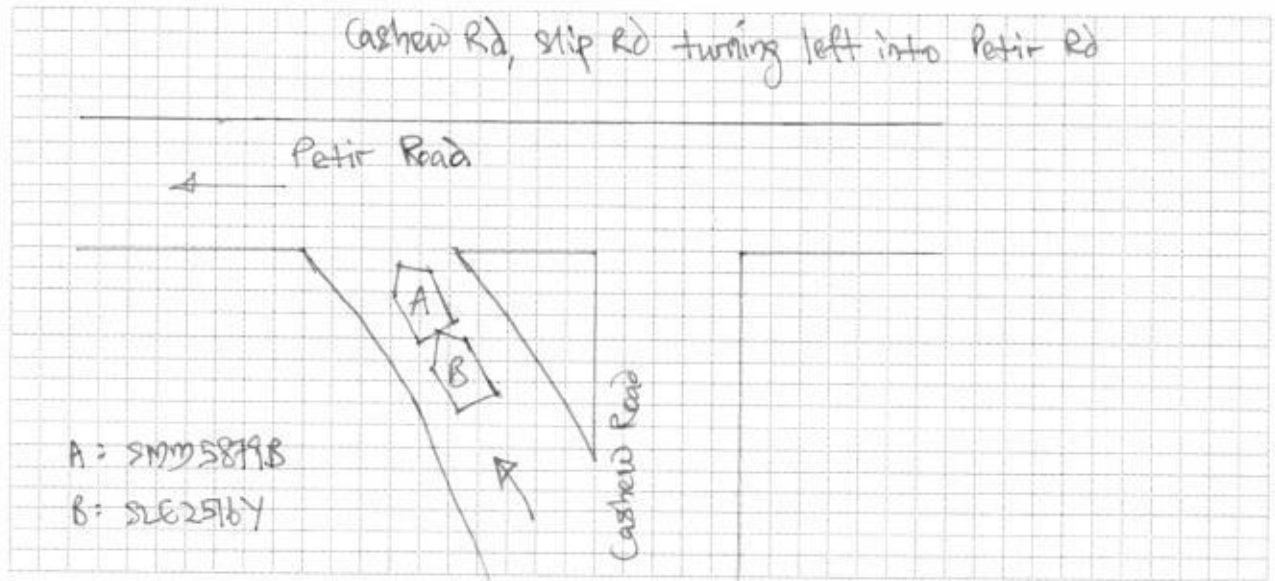 Cashew Rd, slip Rd turning left into Petir Rd
Petir Road
A
B
Cashew Road
A: SMM5879B
B: SLE2516Y